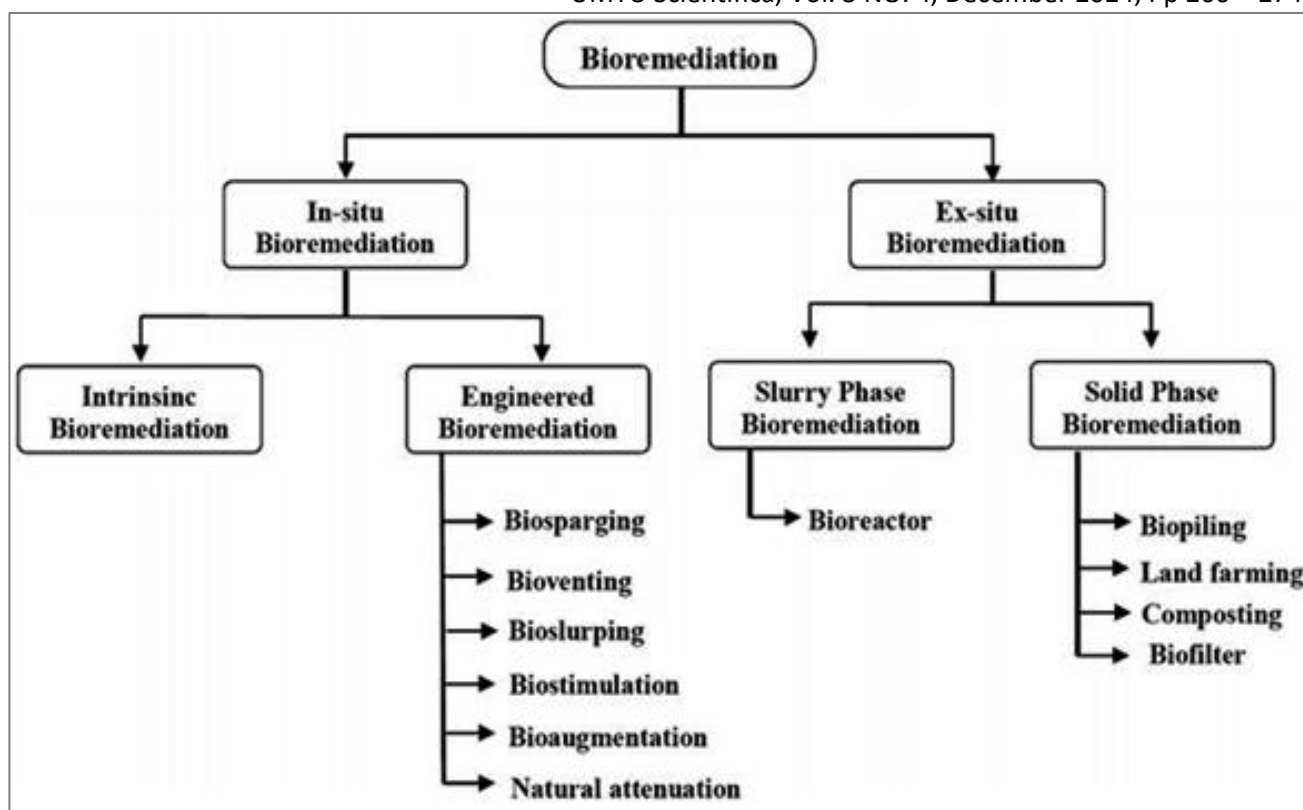 Bioremediation
In-situ
Bioremediation
Ex-situ
Bioremediation
Intrinsinc
Bioremediation
Engineered
Bioremediation
Slurry Phase
Bioremediation
Solid Phase
Bioremediation
Biosparging
Bioventing
Bioslurping
Biostimulation
Bioaugmentation
Natural attenuation
Bioreactor
Biopiling
Land farming
Composting
Biofilter